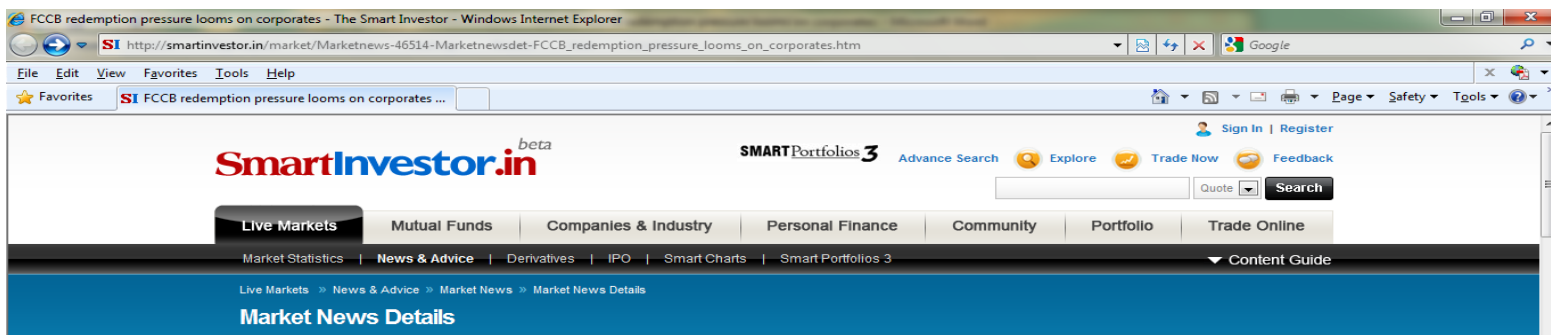 FCCB redemption pressure looms on corporates - The Smart Investor - Windows Internet Explorer
SI http://smartinvestor.in/market/Marketnews-46514-Marketnewsdet-FCCB_redemption_pressure_looms_on_corporates.htm Google
File Edit View Favorites Tools Help
Favorites SI FCCB redemption pressure looms on corporates ... Page Safety Tools
Sign In | Register
SmartInvestor.in beta SMART Portfolios 3 Advance Search Explore Trade Now Feedback
Quote Search
Live Markets Mutual Funds Companies & Industry Personal Finance Community Portfolio Trade Online
Market Statistics | News & Advice | Derivatives | IPO | Smart Charts | Smart Portfolios 3 Content Guide
Live Markets » News & Advice » Market News » Market News Details
Market News Details